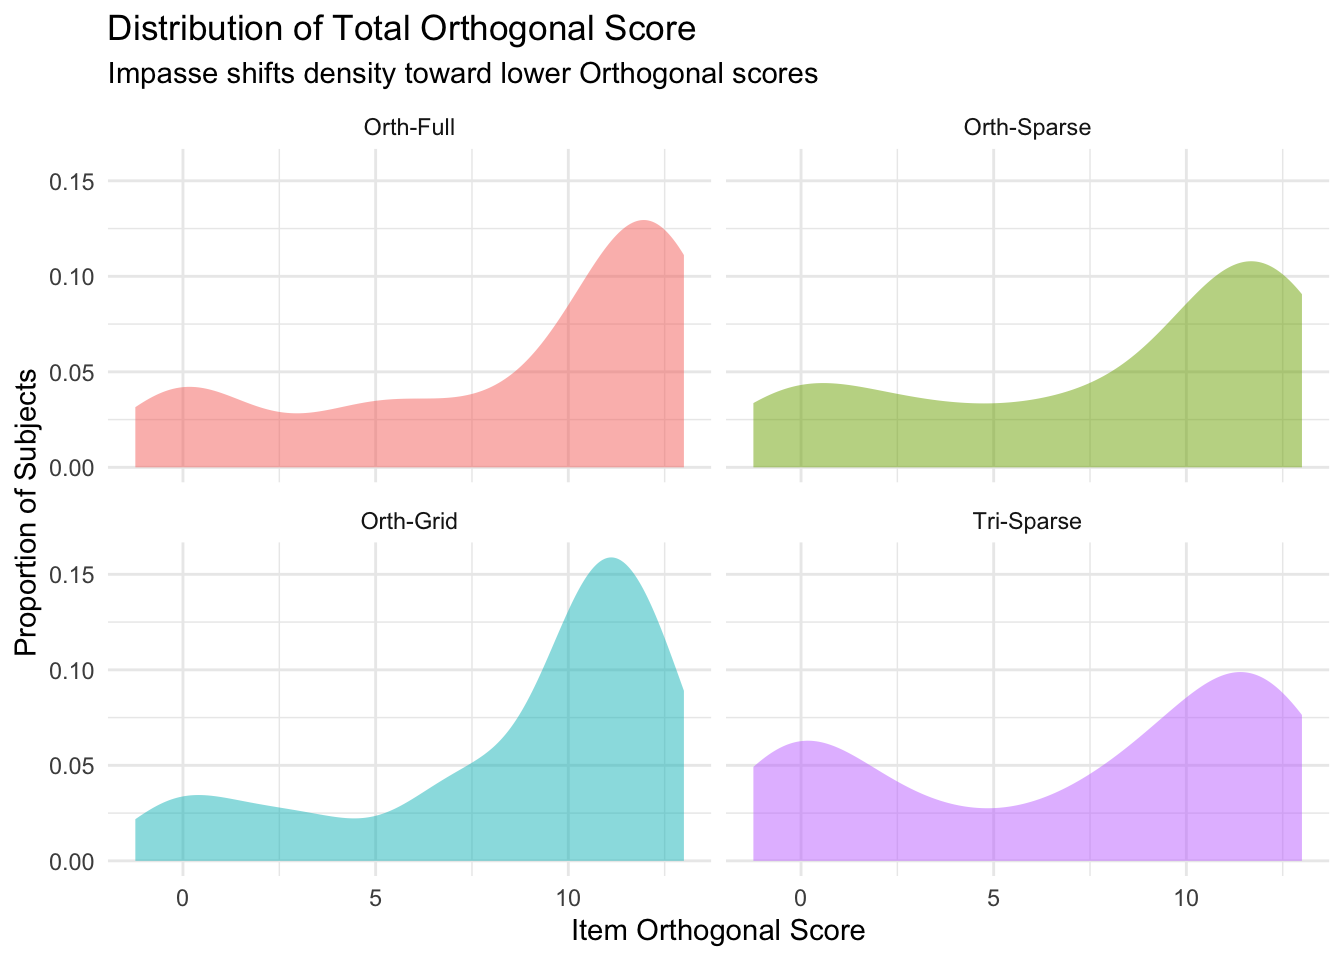 Distribution of Total Orthogonal Score
Impasse shifts density toward lower Orthogonal scores
Orth-Full
Orth-Sparse
0.15
0.10
0.05
0.00
Orth-Grid
Tri-Sparse
0.15
0.10
0.05
0.00
0
5
10
0
5
10
Item Orthogonal Score
Proportion of Subjects